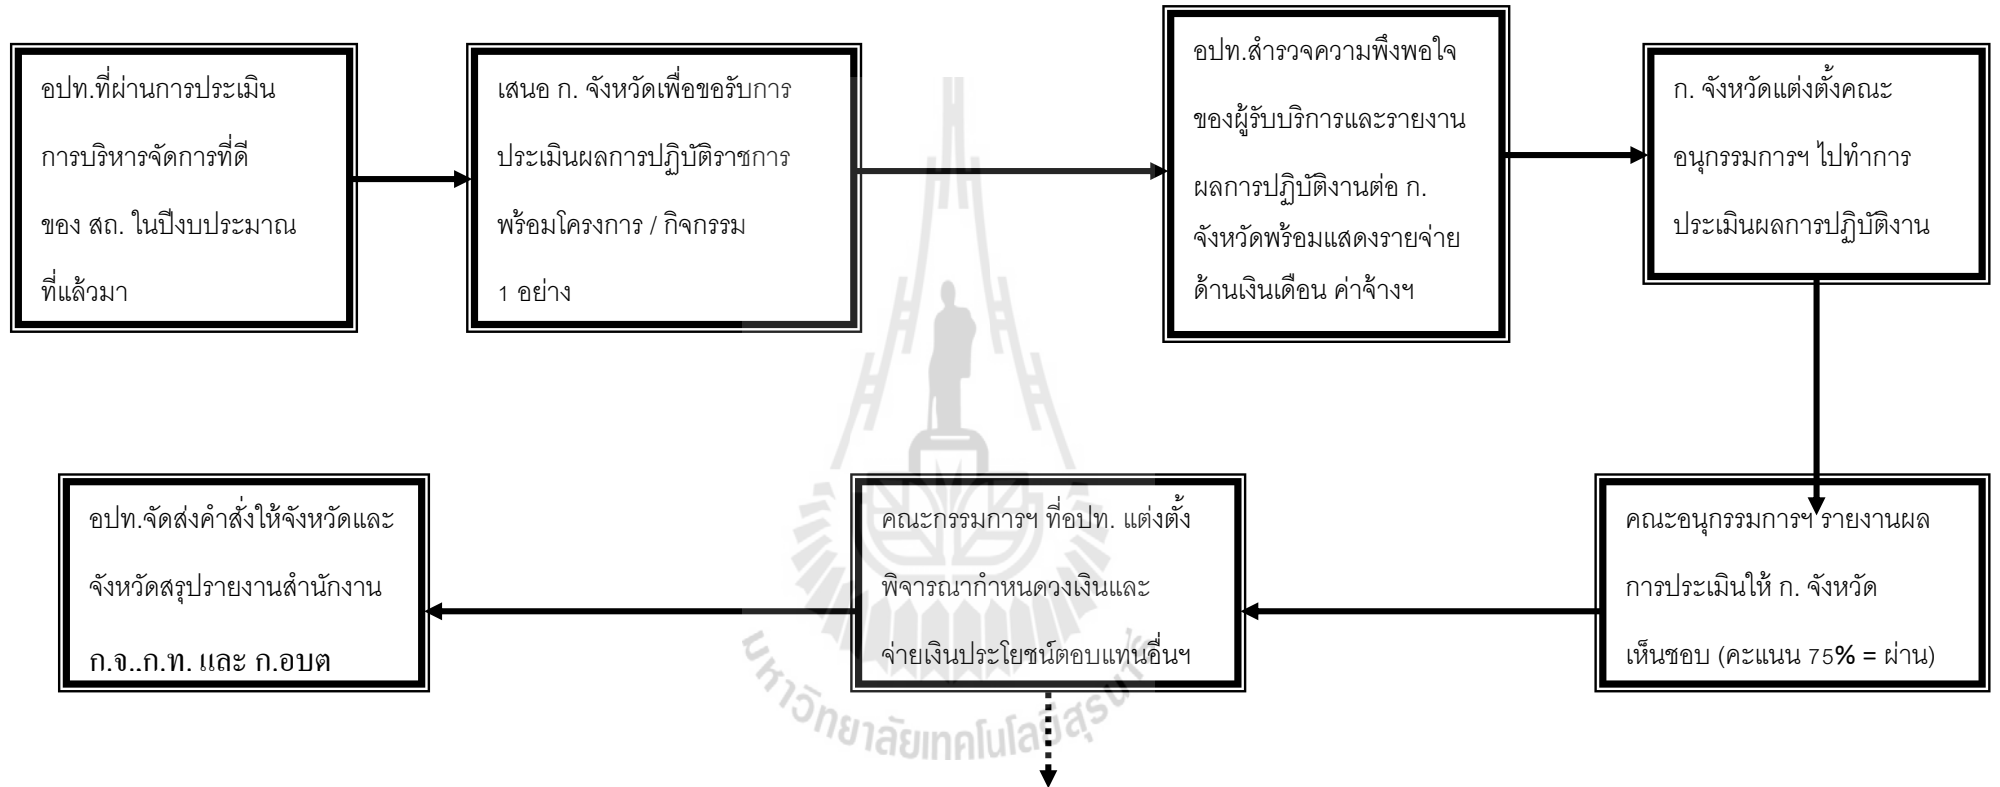 อปท.ที่ผ่านการประเมิน
การบริหารจัดการที่ดี
ของ สถ. ในปีงบประมาณ
ที่แล้วมา
เสนอ ก. จังหวัดเพื่อขอรับการ
ประเมินผลการปฏิบัติราชการ
พร้อมโครงการ / กิจกรรม
1 อย่าง
อปท.สำรวจความพึงพอใจ
ของผู้รับบริการและรายงาน
ผลการปฏิบัติงานต่อ ก.
จังหวัดพร้อมแสดงรายจ่าย
ด้านเงินเดือน ค่าจ้างฯ
ก. จังหวัดแต่งตั้งคณะ
อนุกรรมการฯ ไปทำการ
ประเมินผลการปฏิบัติงาน
คณะอนุกรรมการฯ รายงานผล
การประเมินให้ ก. จังหวัด
เห็นชอบ (คะแนน 75% = ผ่าน)
คณะกรรมการฯ ที่อปท. แต่งตั้ง
พิจารณากำหนดวงเงินและ
จ่ายเงินประโยชน์ตอบแทนอื่นฯ
อปท.จัดส่งคำสั่งให้จังหวัดและ
จังหวัดสรุปรายงานสำนักงาน
ก.จ..ก.ท. และ ก.อบต
มหาวิทยาลัยเทคโนโลยีสุรนารี